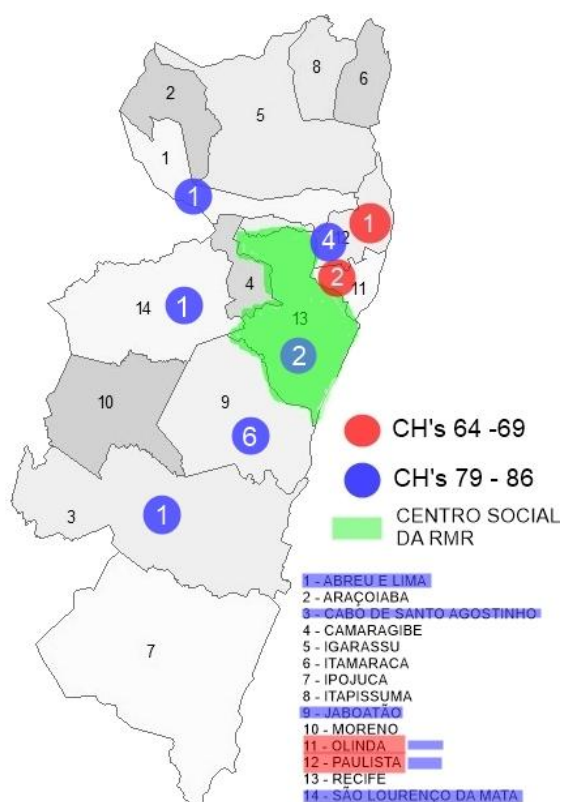 8
6
2
5
1
1
1
4
12
2
4
11
1
14
13
2
10
9
6
1
3
7
CH's 64 -69
CH's 79 - 86
CENTRO SOCIAL
DA RMR
1 - ABREU E LIMA
2 - ARAÇOIABA
3 - CABO DE SANTO AGOSTINHO
4 - CAMARAGIBE
5 - IGARASSU
6 - ITAMARACA
7 - IPOJUCA
8 - ITAPISSUMA
9 - JABOATÃO
10 - MORENO
11 - OLINDA
12 - PAULISTA
13 - RECIFE
14 - SÃO LOURENÇO DA MATA